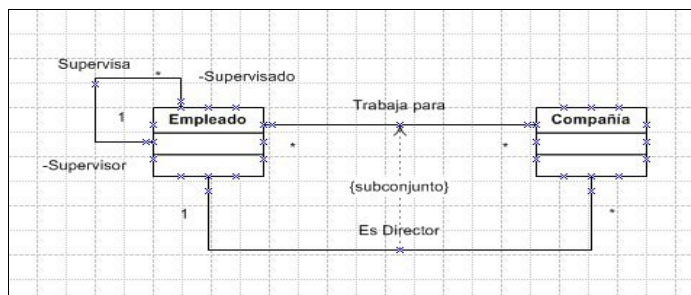 Supervisa
*
-Supervisado
Trabaja para
1
Empleado
Compañía
*
*
-Supervisor
{subconjunto}
1
*
Es Director